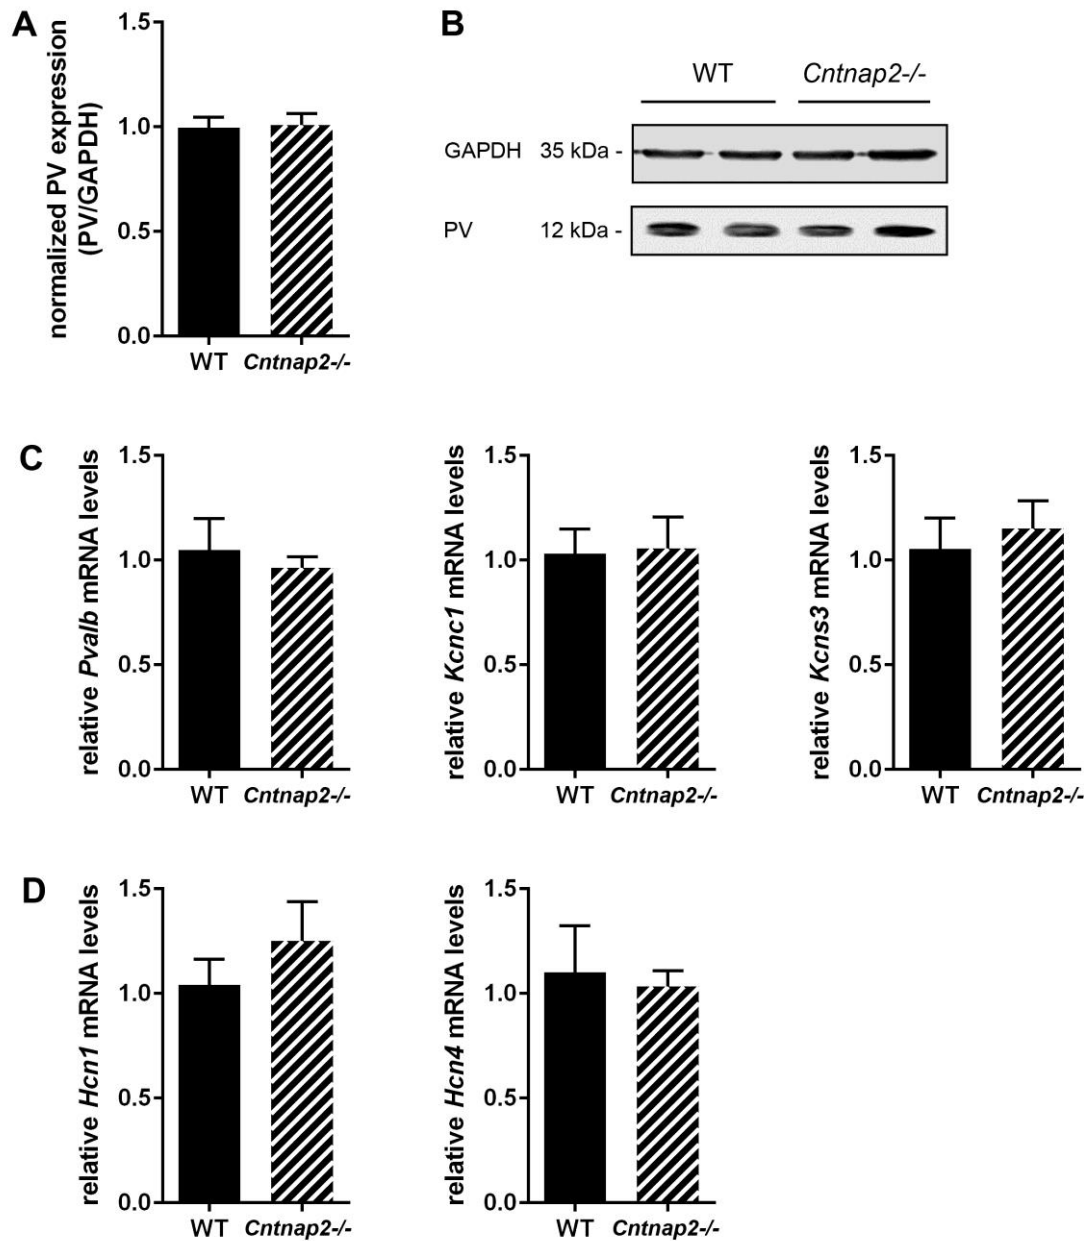 A
normalized PV expression
(PV/GAPDH)
1.5
1.0
0.5
0.0
WT Cntnap2-/-
B
WT Cntnap2-/-
GAPDH 35 kDa -
PV 12 kDa -
C
relative Pvalb mRNA levels
1.5
1.0
0.5
0.0
WT Cntnap2-/-
relative Kcnc1 mRNA levels
1.5
1.0
0.5
0.0
WT Cntnap2-/-
relative Kcns3 mRNA levels
1.5
1.0
0.5
0.0
WT Cntnap2-/-
D
relative Hcn1 mRNA levels
1.5
1.0
0.5
0.0
WT Cntnap2-/-
relative Hcn4 mRNA levels
1.5
1.0
0.5
0.0
WT Cntnap2-/-